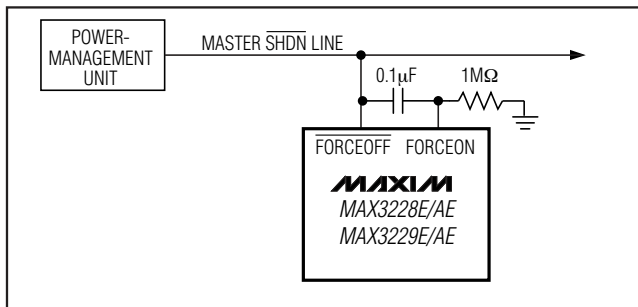 POWER-
MANAGEMENT
UNIT
MASTER SHDN LINE
0.1μF
1MΩ
FORCEOFF FORCEON
MAXIM
MAX3228E/AE
MAX3229E/AE